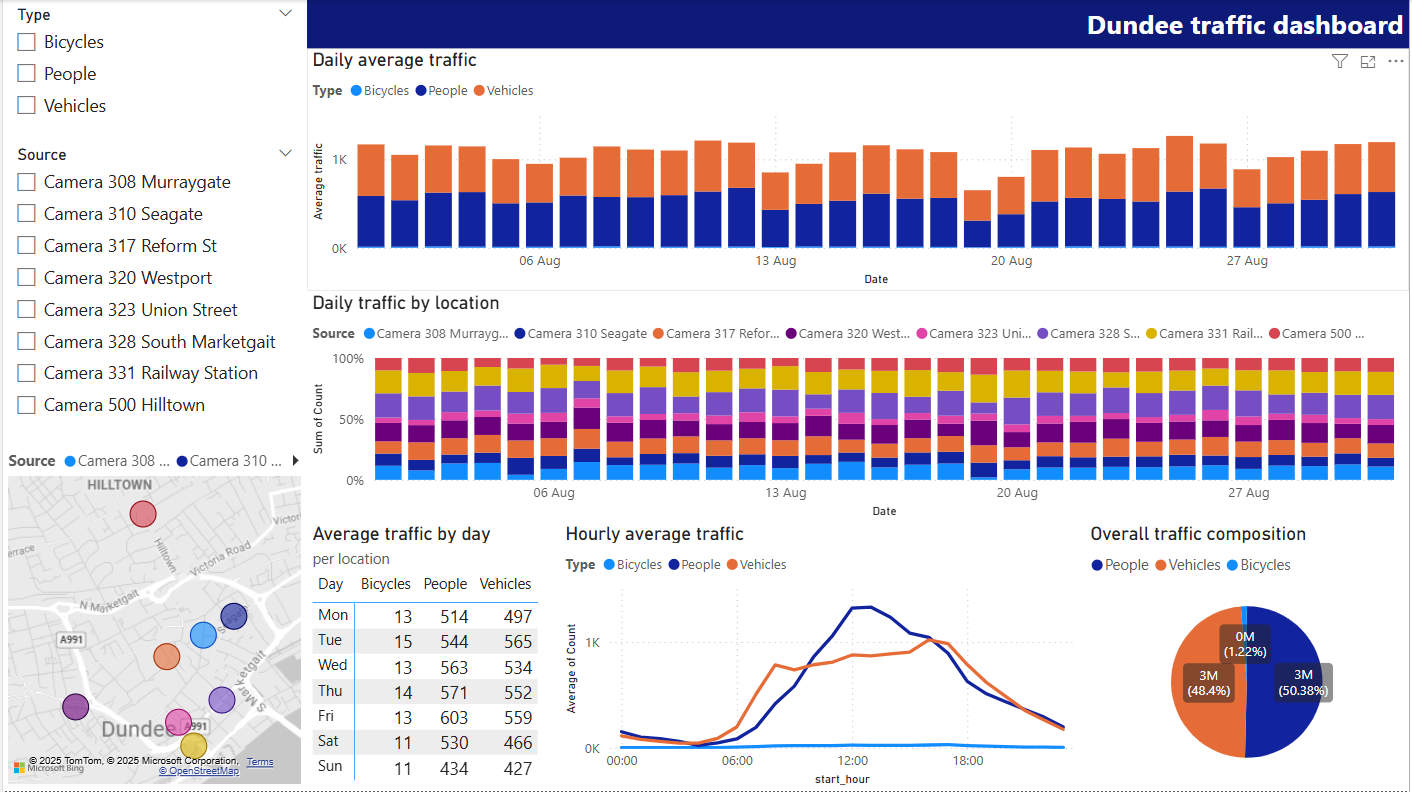 Type
Bicycles
People
Vehicles
Source
Camera 308 Murraygate
Camera 310 Seagate
Camera 317 Reform St
Camera 320 Westport
Camera 323 Union Street
Camera 328 South Marketgait
Camera 331 Railway Station
Camera 500 Hilltown
Source Camera 308 ... Camera 310 ...
HILLTOWN
Hilltown
Victoria Road
Victori
errace
N Marketgait
A991
S Marketgait
Dundee
A991
© 2025 TomTom, © 2025 Microsoft Corporation, Terms
Microsoft Bing
© OpenStreetMap
Dundee traffic dashboard
Daily average traffic
Type Bicycles People Vehicles
Average traffic
1K
0K
06 Aug 13 Aug 20 Aug 27 Aug
Date
Daily traffic by location
Source Camera 308 Murrayg... Camera 310 Seagate Camera 317 Refor... Camera 320 West... Camera 323 Uni... Camera 328 S... Camera 331 Rail... Camera 500 ...
Sum of Count
100%
50%
0%
06 Aug 13 Aug 20 Aug 27 Aug
Date
Average traffic by day
per location
Day Bicycles People Vehicles
Mon 13 514 497
Tue 15 544 565
Wed 13 563 534
Thu 14 571 552
Fri 13 603 559
Sat 11 530 466
Sun 11 434 427
Hourly average traffic
Type Bicycles People Vehicles
Average of Count
1K
0K
00:00 06:00 12:00 18:00
start_hour
Overall traffic composition
People Vehicles Bicycles
0M
(1.22%)
3M
(48.4%)
3M
(50.38%)